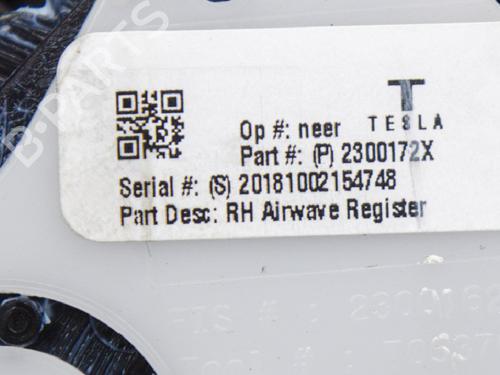 B-PARTS
TESLA
Op #: neer
Part #: (P) 2300172X
Serial #: (S) 20181002154748
Part Desc: RH Airwave Register